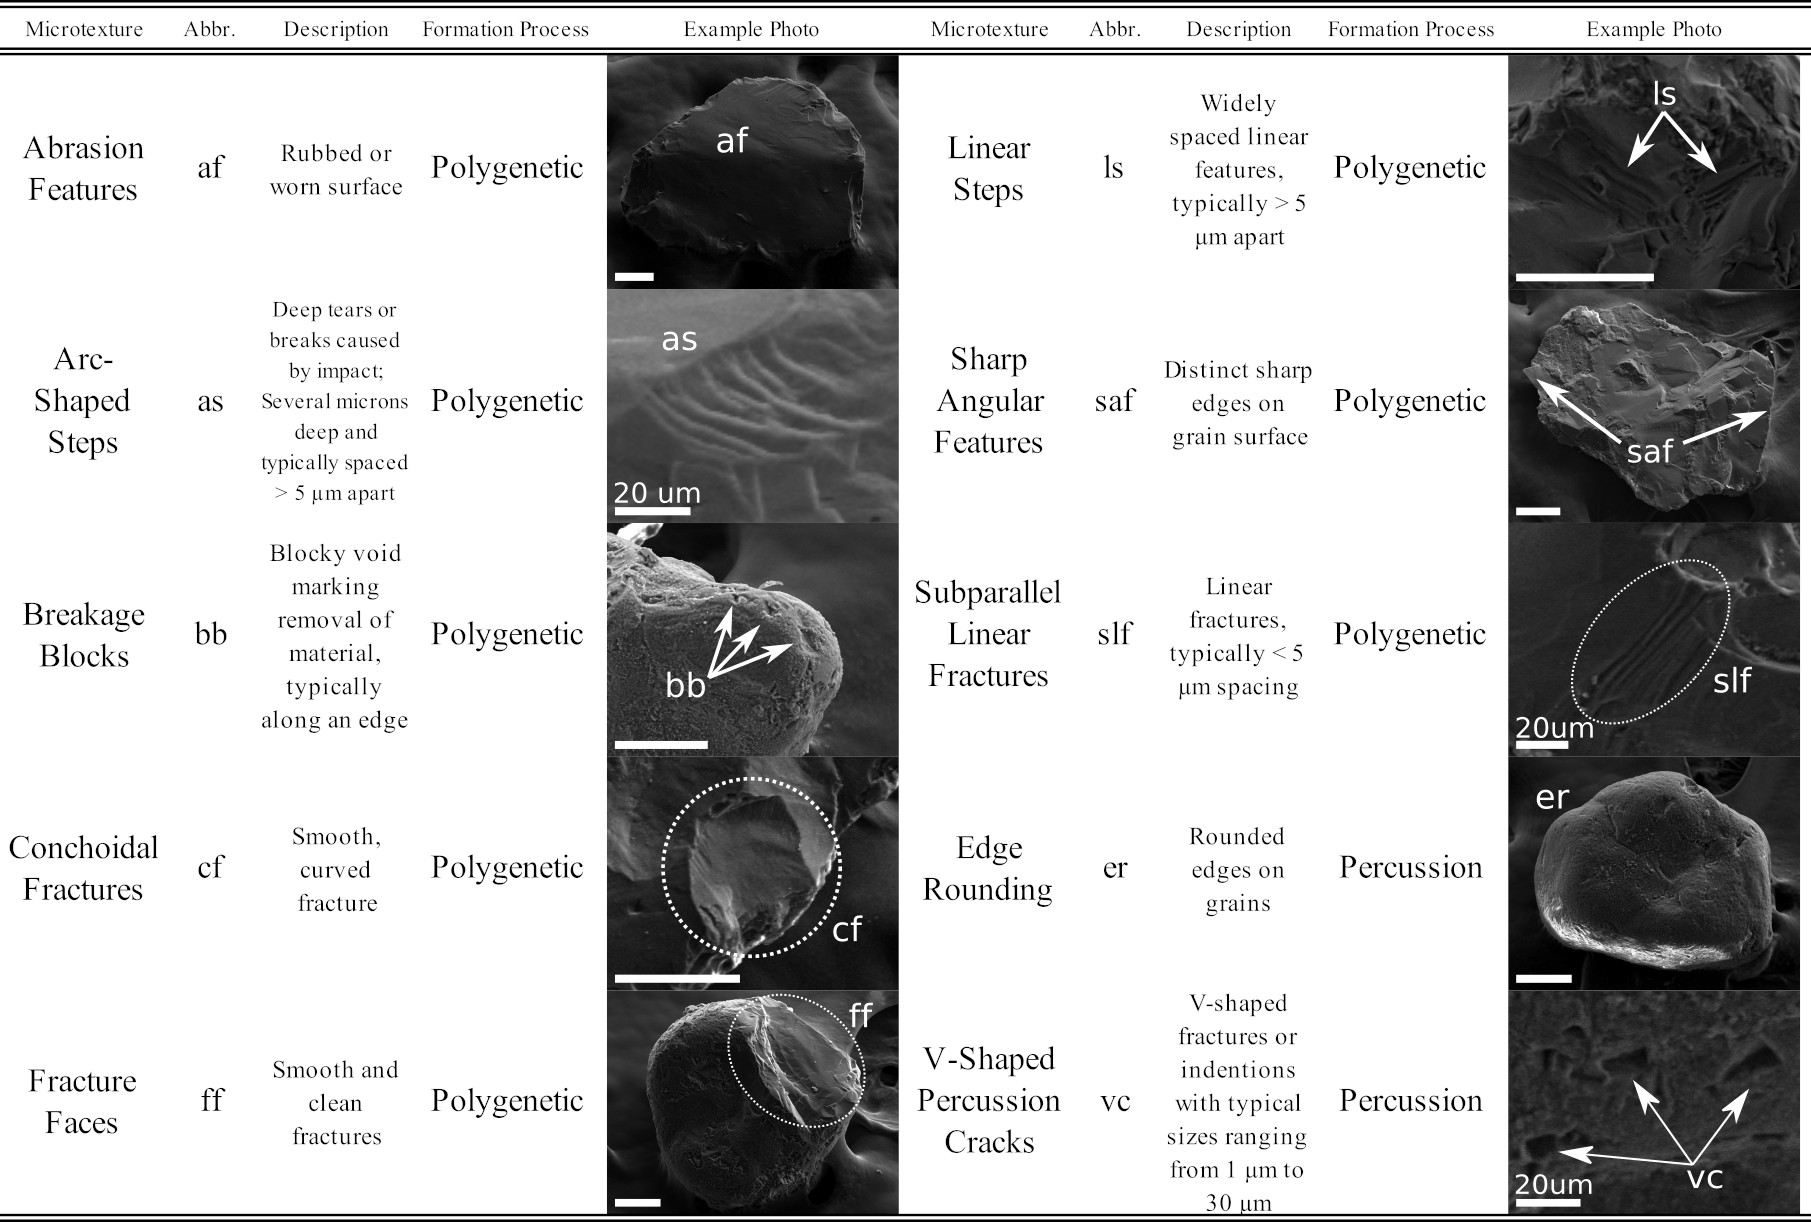 Microtexture Abbr. Description Formation Process Example Photo Microtexture Abbr. Description Formation Process Example Photo
Abrasion
Features
af
Rubbed or
worn surface
Polygenetic
af
Linear
Steps
ls
Widely
spaced linear
features,
typically > 5
μm apart
Polygenetic
ls
Arc-
Shaped
Steps
as
Deep tears or
breaks caused
by impact;
Several microns
deep and
typically spaced
> 5 μm apart
Polygenetic
as
20 um
Sharp
Angular
Features
saf
Distinct sharp
edges on
grain surface
Polygenetic
saf
Breakage
Blocks
bb
Blocky void
marking
removal of
material,
typically
along an edge
Polygenetic
bb
Subparallel
Linear
Fractures
slf
Linear
fractures,
typically < 5
μm spacing
Polygenetic
slf
20um
Conchoidal
Fractures
cf
Smooth,
curved
fracture
Polygenetic
cf
Edge
Rounding
er
Rounded
edges on
grains
Percussion
er
Fracture
Faces
ff
Smooth and
clean
fractures
Polygenetic
ff
V-Shaped
Percussion
Cracks
vc
V-shaped
fractures or
indentions
with typical
sizes ranging
from 1 μm to
30 μm
Percussion
vc
20um